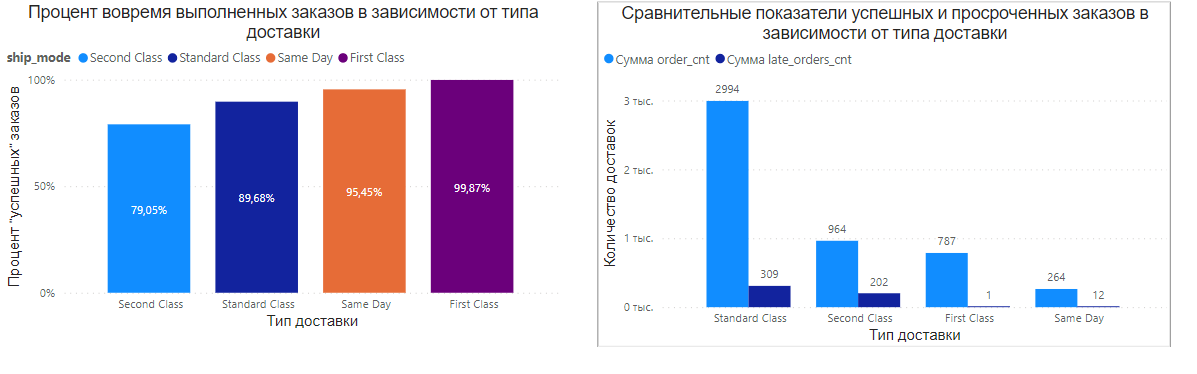 Процент вовремя выполненных заказов в зависимости от типа
доставки
ship_mode Second Class Standard Class Same Day First Class
Процент "успешных" заказов
100%
50%
0%
79,05%
89,68%
95,45%
99,87%
Second Class Standard Class Same Day First Class
Тип доставки
Сравнительные показатели успешных и просроченных заказов в
зависимости от типа доставки
Сумма order_cnt Сумма late_orders_cnt
Количество доставок
3 тыс.
2 тыс.
1 тыс.
0 тыс.
2994
309
964
202
787
1
264
12
Standard Class Second Class First Class Same Day
Тип доставки